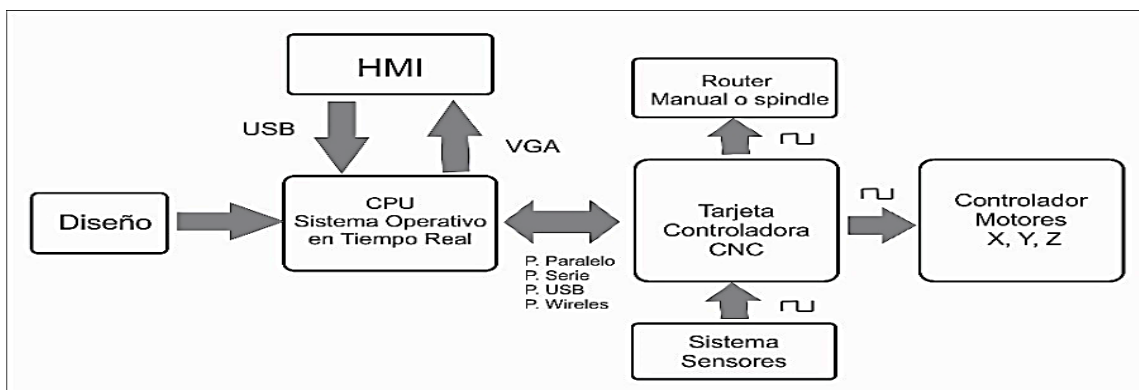 HMI
USB
VGA
Diseño
CPU
Sistema Operativo
en Tiempo Real
P. Paralelo
P. Serie
P. USB
P. Wireles
Router
Manual o spindle
Tarjeta
Controladora
CNC
Sistema
Sensores
Controlador
Motores
X, Y, Z